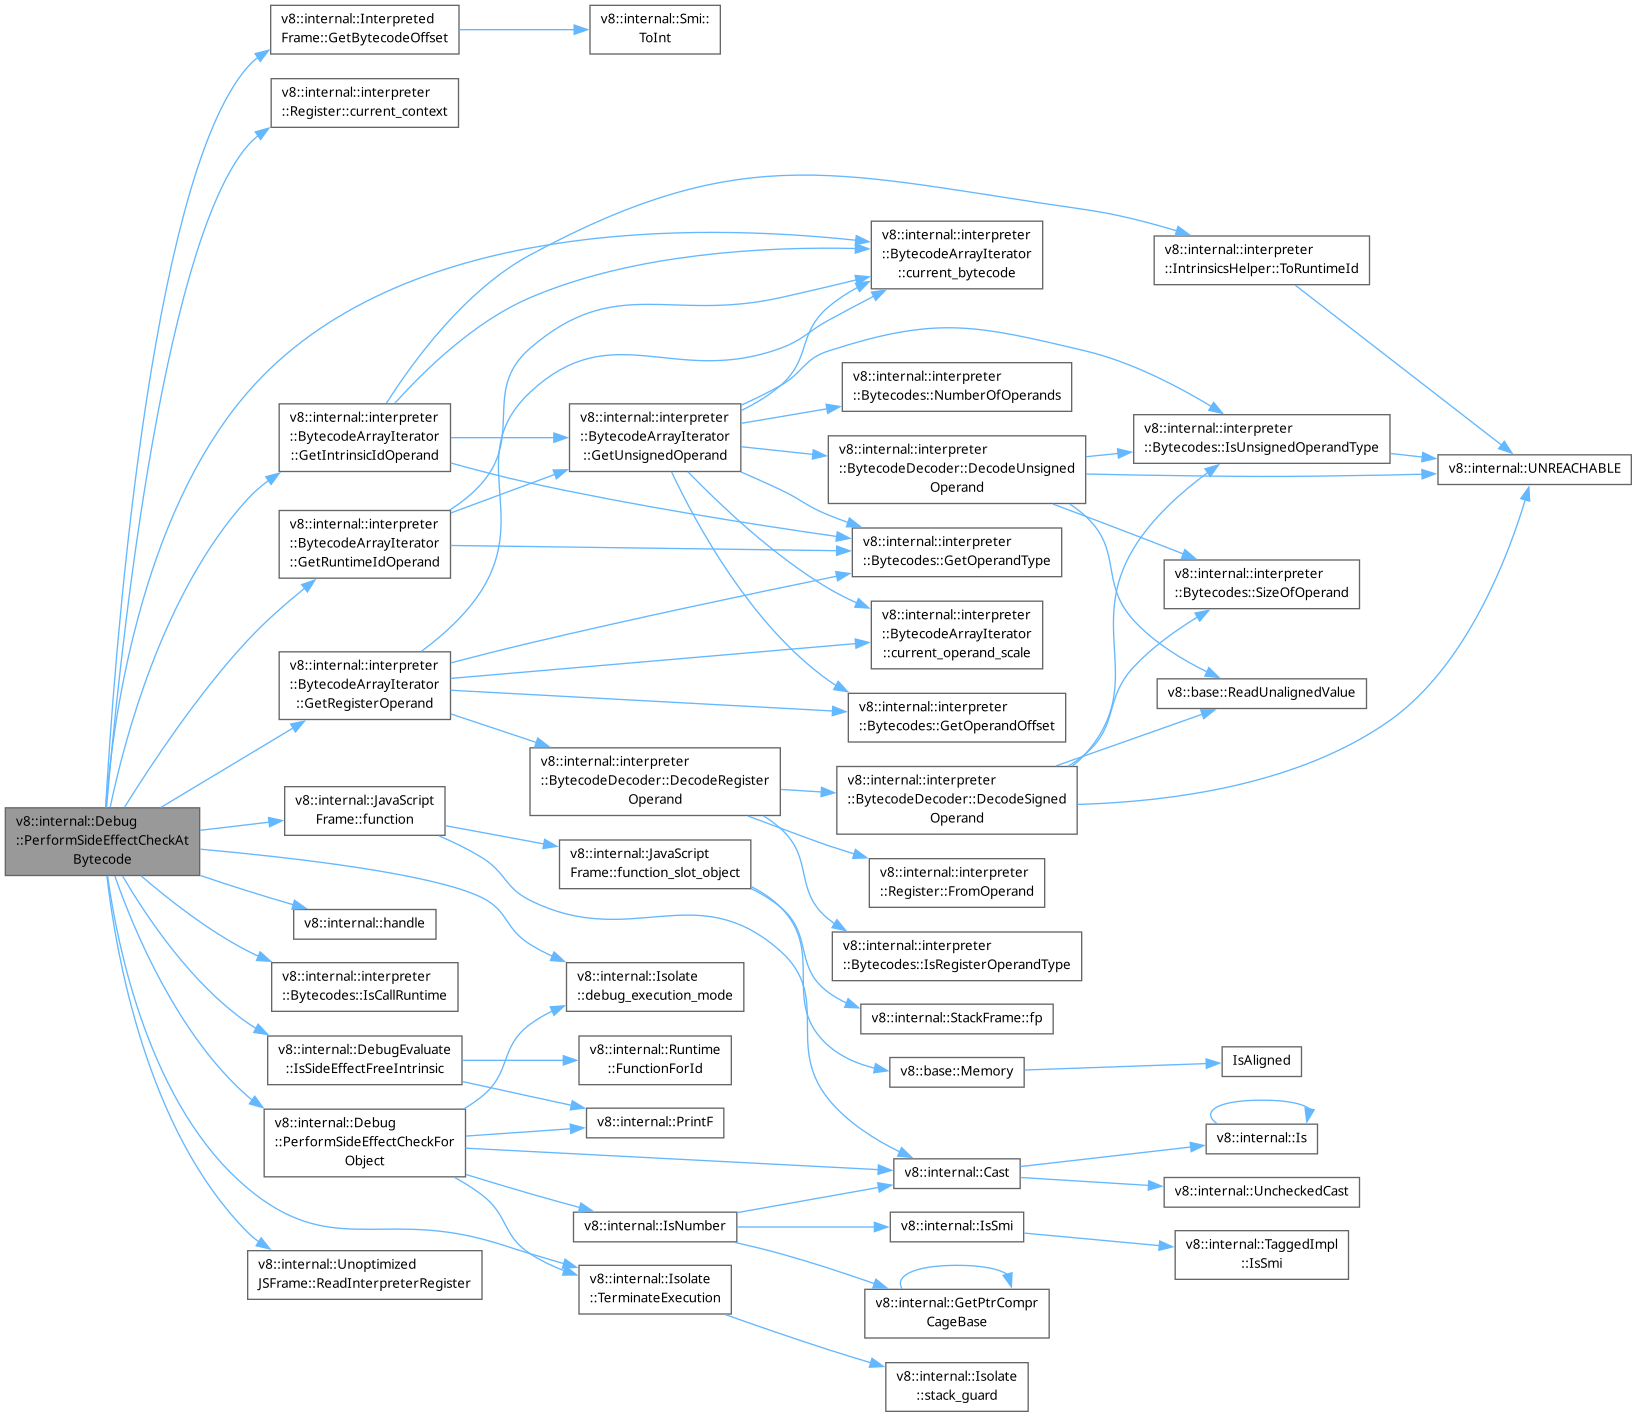 v8::internal::Interpreted
Frame::GetBytecodeOffset
v8::internal::Smi::
ToInt
v8::internal::interpreter
::Register::current_context
v8::internal::interpreter
::BytecodeArrayIterator
::current_bytecode
v8::internal::interpreter
::IntrinsicsHelper::ToRuntimeId
v8::internal::interpreter
::Bytecodes::NumberOfOperands
v8::internal::interpreter
::BytecodeArrayIterator
::GetIntrinsicIdOperand
v8::internal::interpreter
::BytecodeArrayIterator
::GetUnsignedOperand
v8::internal::interpreter
::BytecodeDecoder::DecodeUnsigned
Operand
v8::internal::interpreter
::Bytecodes::IsUnsignedOperandType
v8::internal::UNREACHABLE
v8::internal::interpreter
::BytecodeArrayIterator
::GetRuntimeIdOperand
v8::internal::interpreter
::Bytecodes::GetOperandType
v8::internal::interpreter
::Bytecodes::SizeOfOperand
v8::internal::interpreter
::BytecodeArrayIterator
::current_operand_scale
v8::internal::interpreter
::BytecodeArrayIterator
::GetRegisterOperand
v8::base::ReadUnalignedValue
v8::internal::interpreter
::Bytecodes::GetOperandOffset
v8::internal::interpreter
::BytecodeDecoder::DecodeRegister
Operand
v8::internal::interpreter
::BytecodeDecoder::DecodeSigned
Operand
v8::internal::Debug
::PerformSideEffectCheckAt
Bytecode
v8::internal::JavaScript
Frame::function
v8::internal::JavaScript
Frame::function_slot_object
v8::internal::interpreter
::Register::FromOperand
v8::internal::handle
v8::internal::interpreter
::Bytecodes::IsRegisterOperandType
v8::internal::interpreter
::Bytecodes::IsCallRuntime
v8::internal::Isolate
::debug_execution_mode
v8::internal::StackFrame::fp
v8::internal::DebugEvaluate
::IsSideEffectFreeIntrinsic
v8::internal::Runtime
::FunctionForId
v8::base::Memory
IsAligned
v8::internal::Debug
::PerformSideEffectCheckFor
Object
v8::internal::PrintF
v8::internal::Is
v8::internal::Cast
v8::internal::UncheckedCast
v8::internal::IsNumber
v8::internal::IsSmi
v8::internal::TaggedImpl
::IsSmi
v8::internal::Unoptimized
JSFrame::ReadInterpreterRegister
v8::internal::Isolate
::TerminateExecution
v8::internal::GetPtrCompr
CageBase
v8::internal::Isolate
::stack_guard